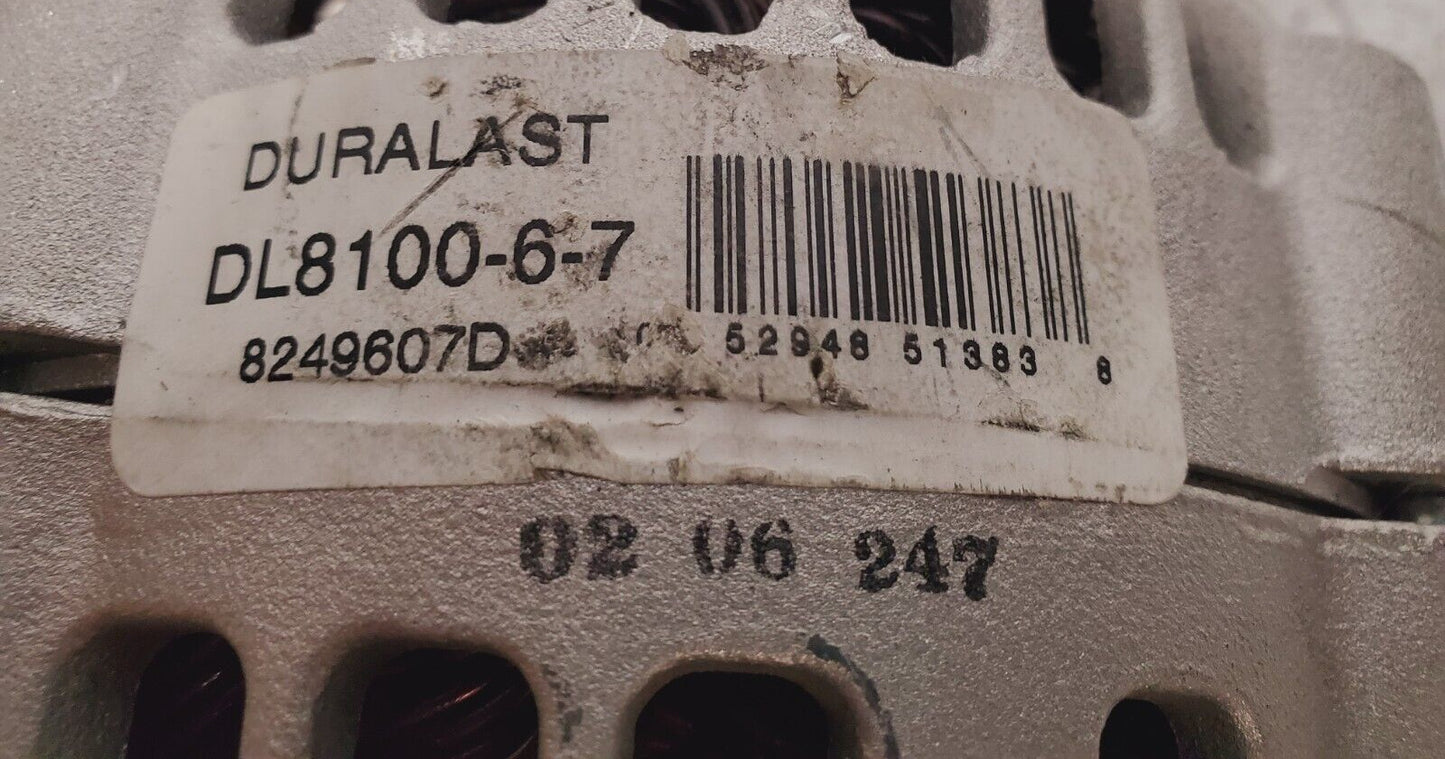 DURALAST
DL8100-6-7
8249607D
52948 51383 8
02 06 247